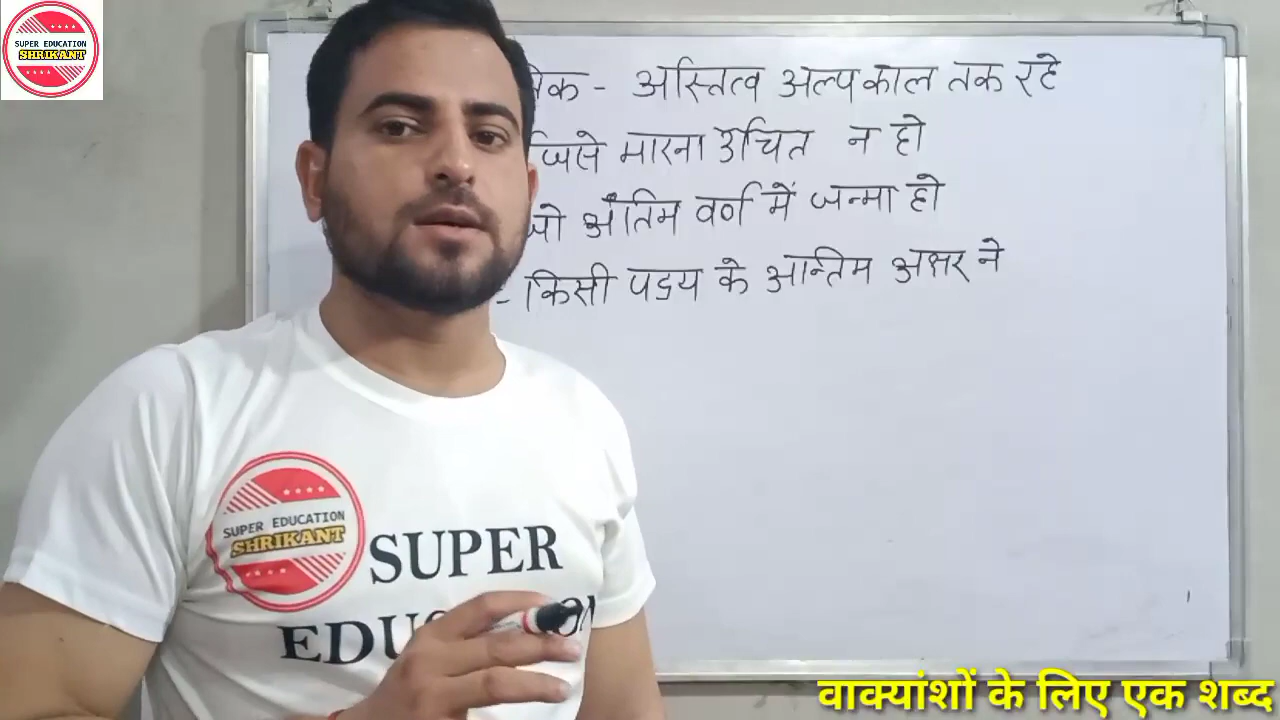 SUPER EDUCATION
SHRIKANT
- अस्तित्व अल्पकाल तक रहे
जिसे मारना उचित न हो
जो अंतिम वर्ण में जन्मा हो
- किसी पद्य के अन्तिम अक्षर ने
SUPER EDUCATION
SHRIKANT
SUPER
वाक्यांशों के लिए एक शब्द